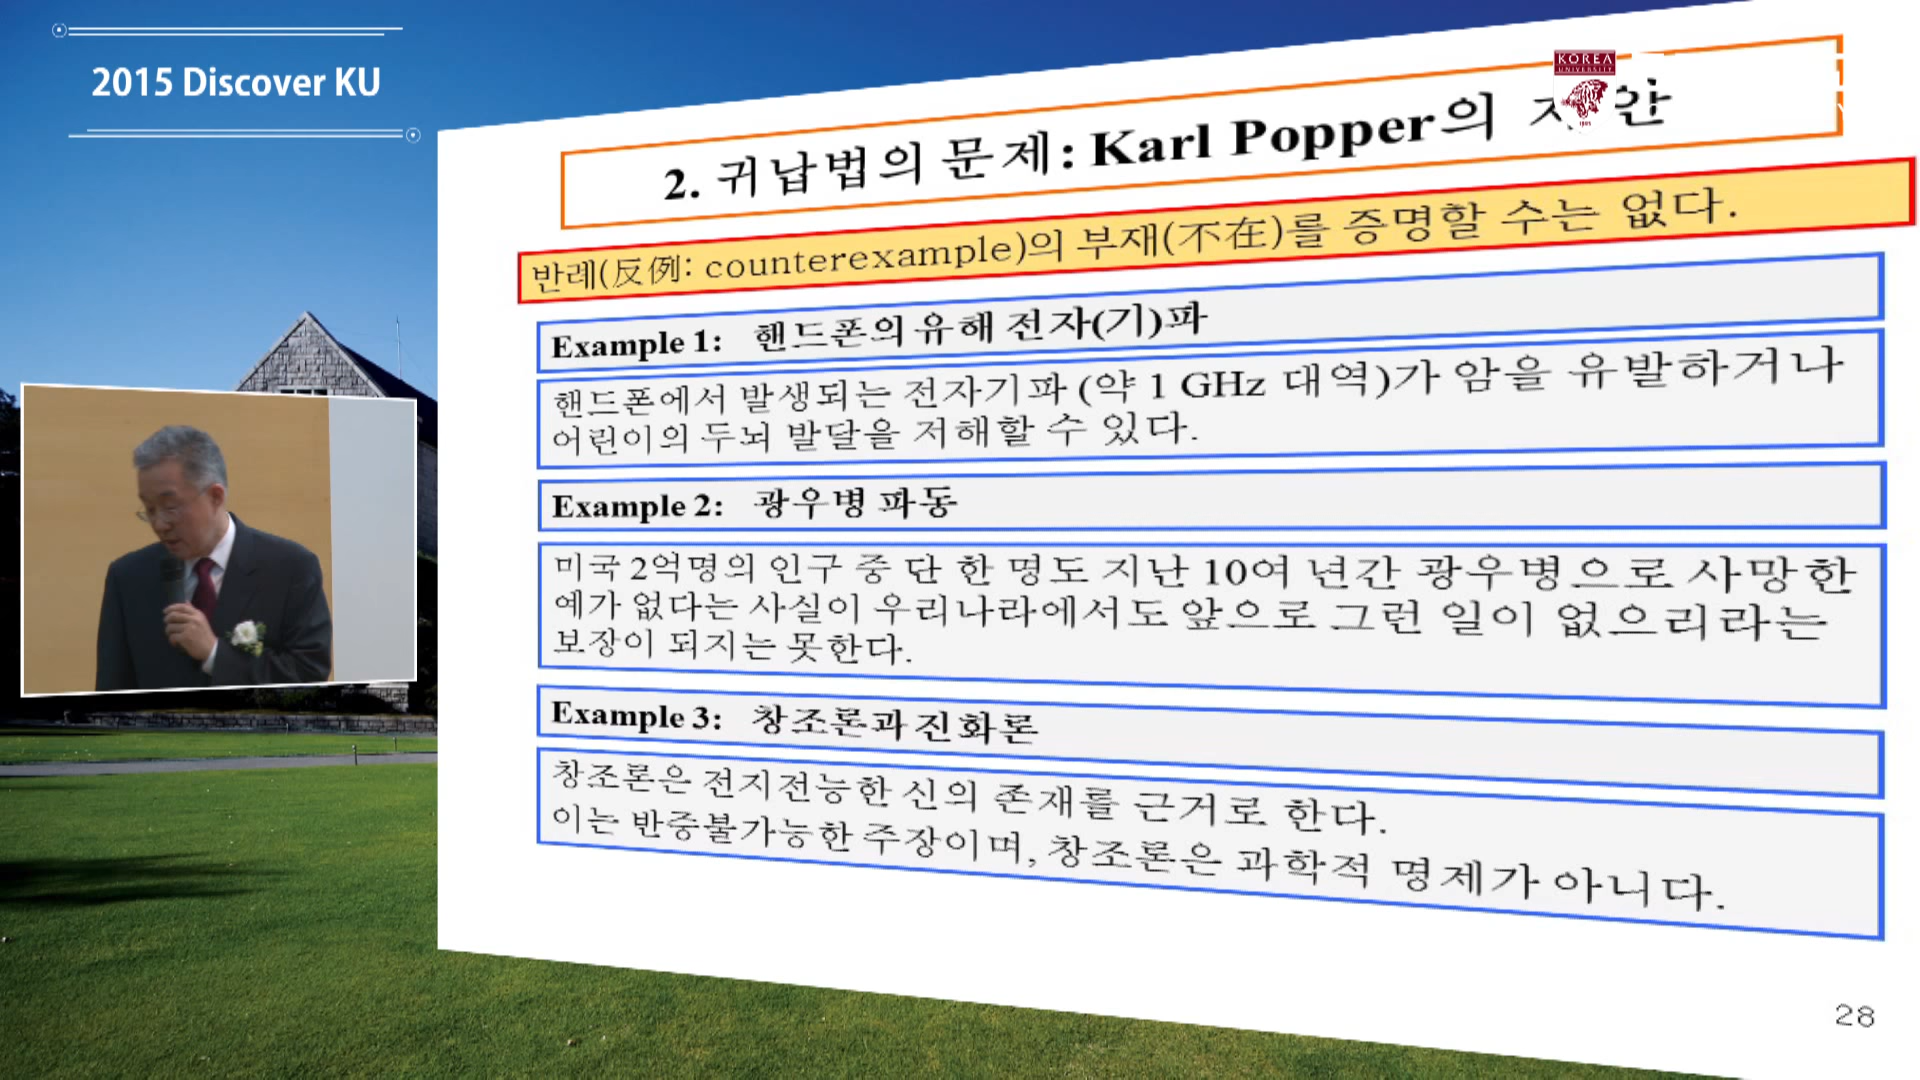 2015 Discover KU
KOREA
UNIVERSITY
2. 귀납법의 문제: Karl Popper의
반례(反例: counterexample)의 부재(不在)를 증명할 수는 없다.
Example 1: 핸드폰의 유해 전자(기)파
핸드폰에서 발생되는 전자기파 (약 1 GHz 대역)가 암을 유발하거나
어린이의 두뇌 발달을 저해할 수 있다.
Example 2: 광우병 파동
미국 2억명의 인구 중 단 한 명도 지난 10여 년간 광우병으로 사망한
예가 없다는 사실이 우리나라에서도 앞으로 그런 일이 없으리라는
보장이 되지는 못한다.
Example 3: 창조론과 진화론
창조론은 전지전능한 신의 존재를 근거로 한다.
이는 반증불가능한 주장이며, 창조론은 과학적 명제가 아니다.
28